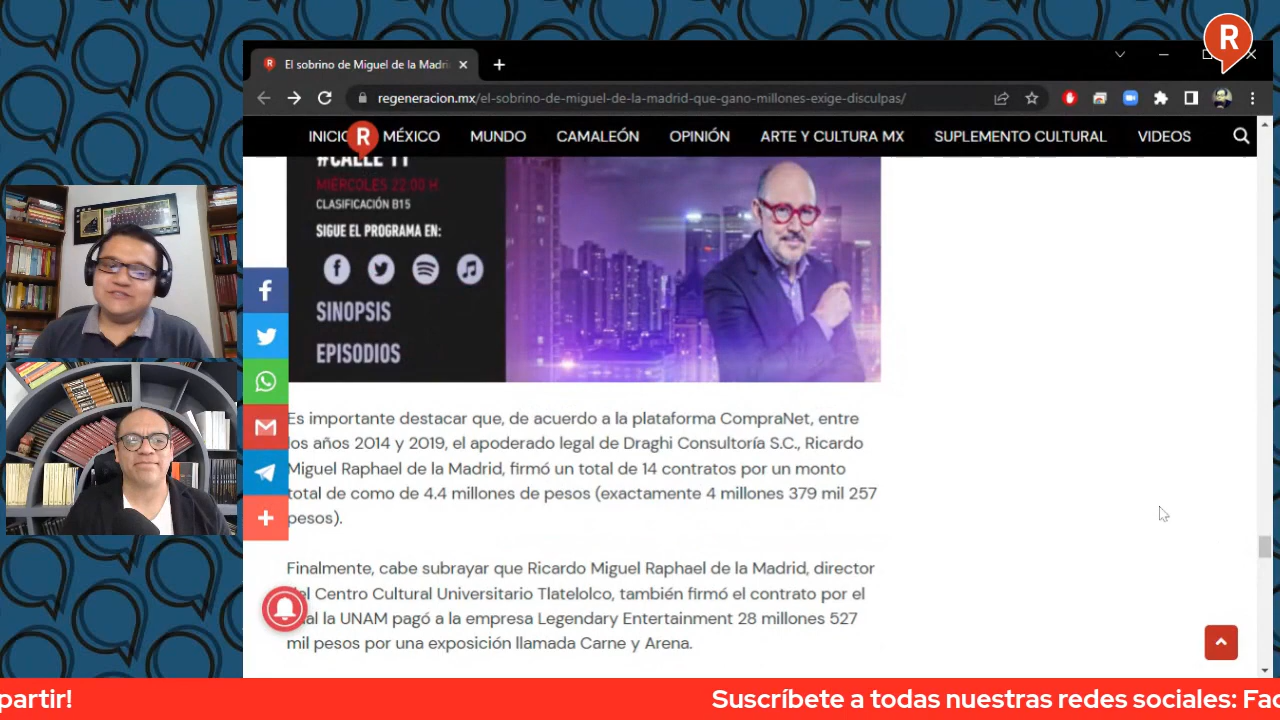 R
El sobrino de Miguel de la Madri
regeneracion.mx/el-sobrino-de-miguel-de-la-madrid-que-gano-millones-exige-disculpas/
INICIO R MÉXICO MUNDO CAMALEÓN OPINIÓN ARTE Y CULTURA MX SUPLEMENTO CULTURAL VIDEOS
#CALLE 11
MIÉRCOLES 22:00 H
CLASIFICACIÓN B15
SIGUE EL PROGRAMA EN:
SINOPSIS
EPISODIOS
Es importante destacar que, de acuerdo a la plataforma CompraNet, entre
los años 2014 y 2019, el apoderado legal de Draghi Consultoría S.C., Ricardo
Miguel Raphael de la Madrid, firmó un total de 14 contratos por un monto
total de como de 4.4 millones de pesos (exactamente 4 millones 379 mil 257
pesos).
Finalmente, cabe subrayar que Ricardo Miguel Raphael de la Madrid, director
del Centro Cultural Universitario Tlatelolco, también firmó el contrato por el
cual la UNAM pagó a la empresa Legendary Entertainment 28 millones 527
mil pesos por una exposición llamada Carne y Arena.
partir! Suscríbete a todas nuestras redes sociales: Fac